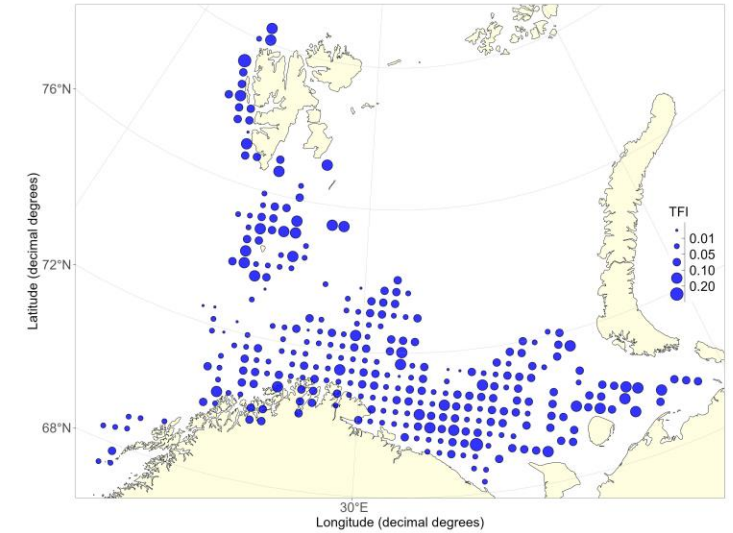 76°N
72°N
68°N
Latitude (decimal degrees)
TFI
0.01
0.05
0.10
0.20
30°E
Longitude (decimal degrees)